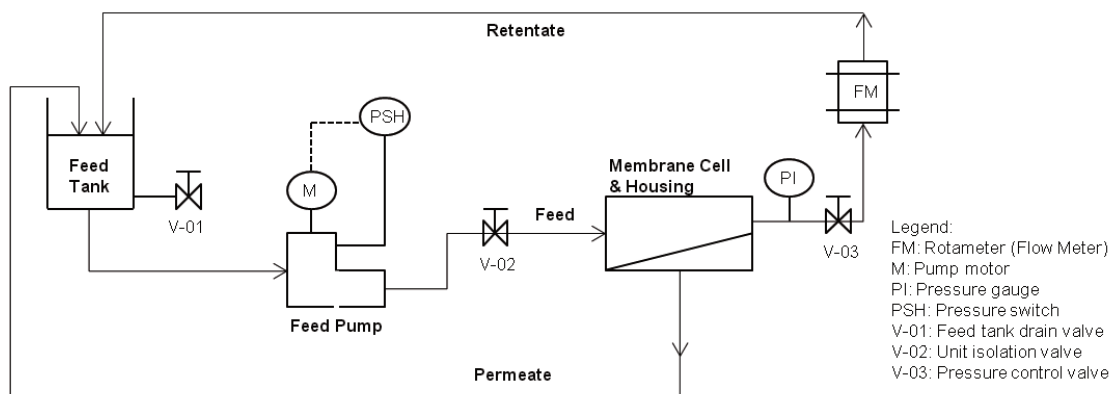 Retentate
FM
PSH
Feed
Tank
M
V-01
Membrane Cell
& Housing
PI
Feed
V-02
V-03
Feed Pump
Permeate
Legend:
FM: Rotameter (Flow Meter)
M: Pump motor
PI: Pressure gauge
PSH: Pressure switch
V-01: Feed tank drain valve
V-02: Unit isolation valve
V-03: Pressure control valve